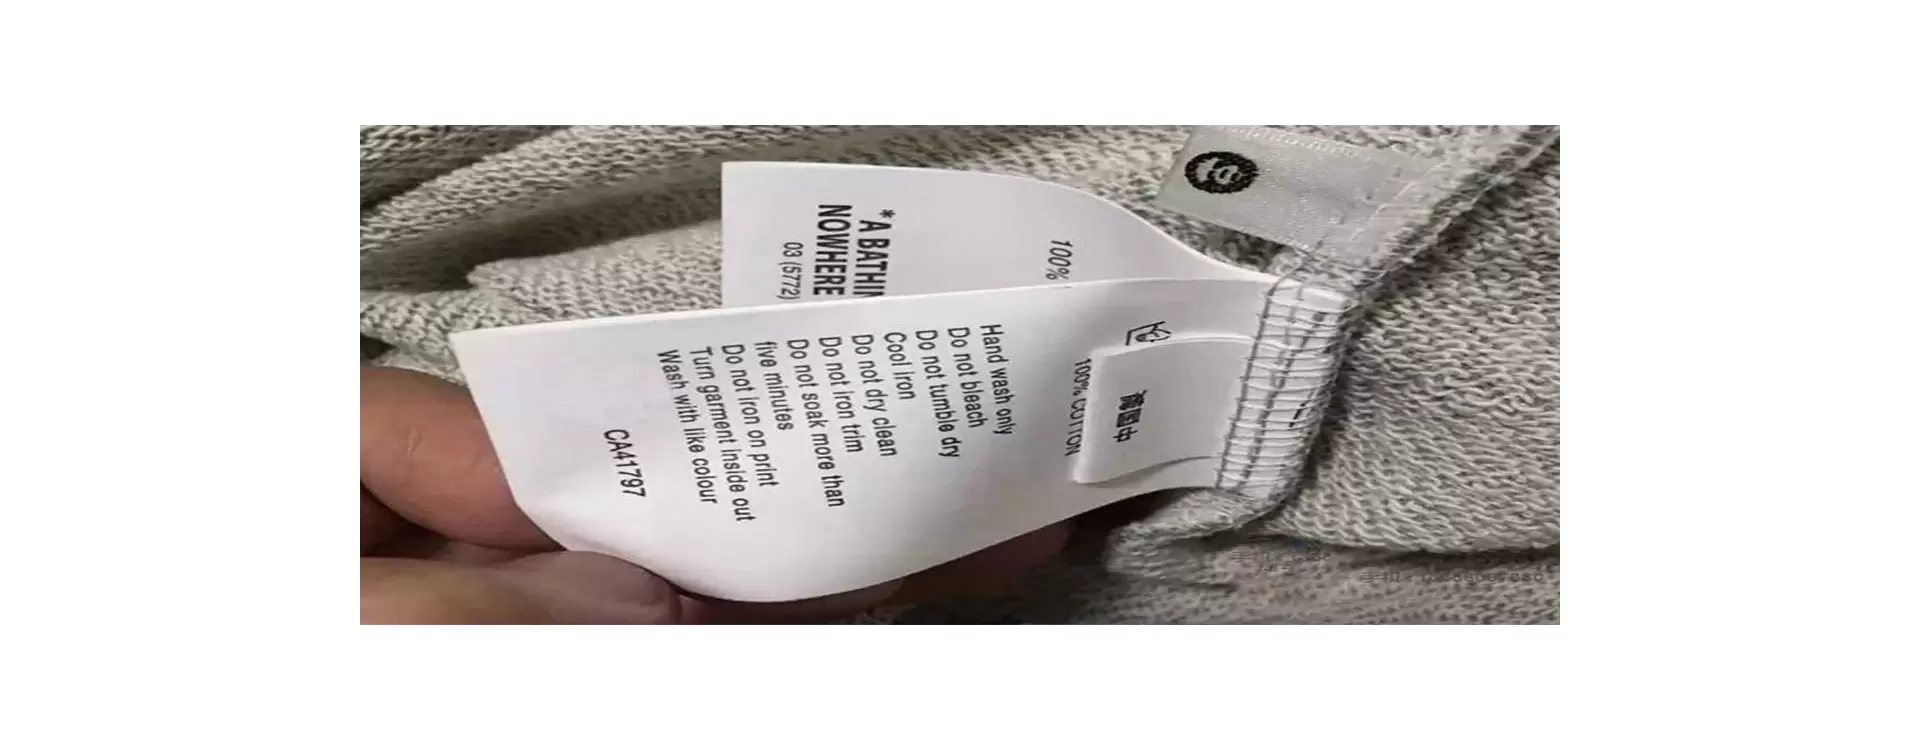 *A BATHIN
NOWHERE
03 (5772)
100%
100% COTTON
Hand wash only
Do not bleach
Do not tumble dry
Cool iron
Do not dry clean
Do not iron trim
Do not soak more than
five minutes
Do not iron on print
Turn garment inside out
Wash with like colour
CA41797